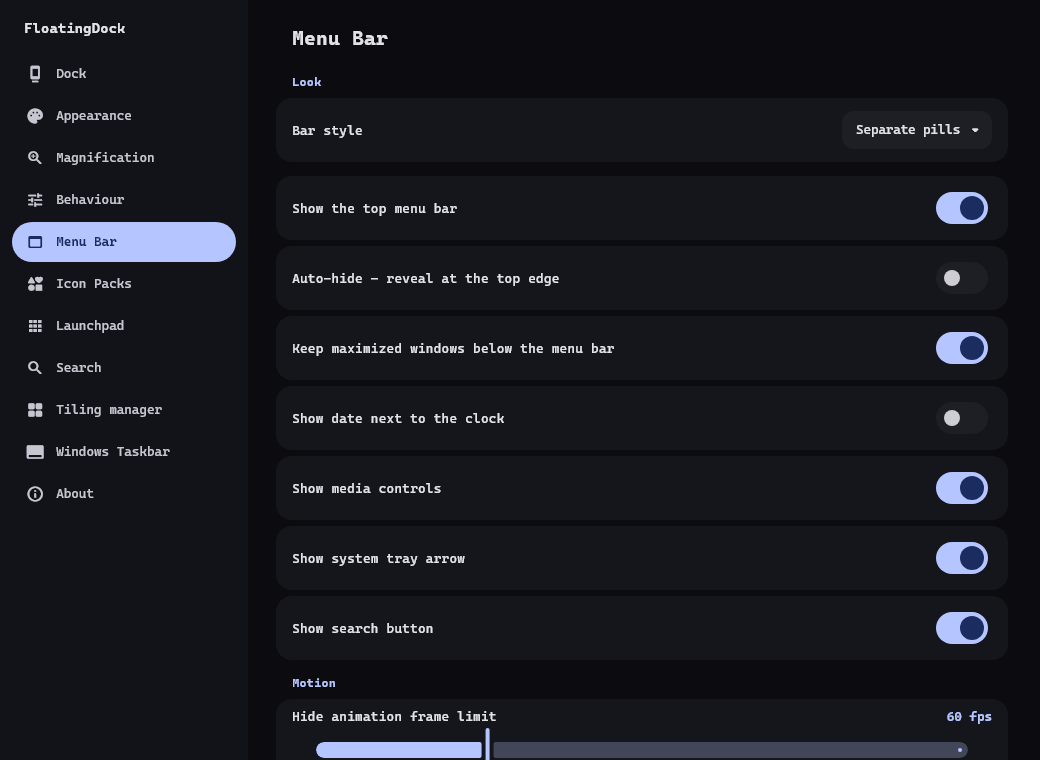 FloatingDock
Dock
Appearance
Magnification
Behaviour
Menu Bar
Icon Packs
Launchpad
Search
Tiling manager
Windows Taskbar
About
Menu Bar
Look
Bar style
Separate pills
Show the top menu bar
Auto-hide — reveal at the top edge
Keep maximized windows below the menu bar
Show date next to the clock
Show media controls
Show system tray arrow
Show search button
Motion
Hide animation frame limit
60 fps